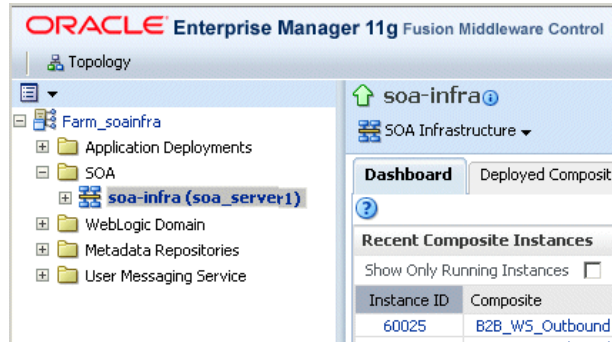 ORACLE Enterprise Manager 11g Fusion Middleware Control
Topology
Farm_soainfra
Application Deployments
SOA
soa-infra (soa_server1)
WebLogic Domain
Metadata Repositories
User Messaging Service
soa-infra
SOA Infrastructure
Dashboard Deployed Composit
Recent Composite Instances
Show Only Running Instances
Instance ID Composite
60025 B2B_WS_Outbound